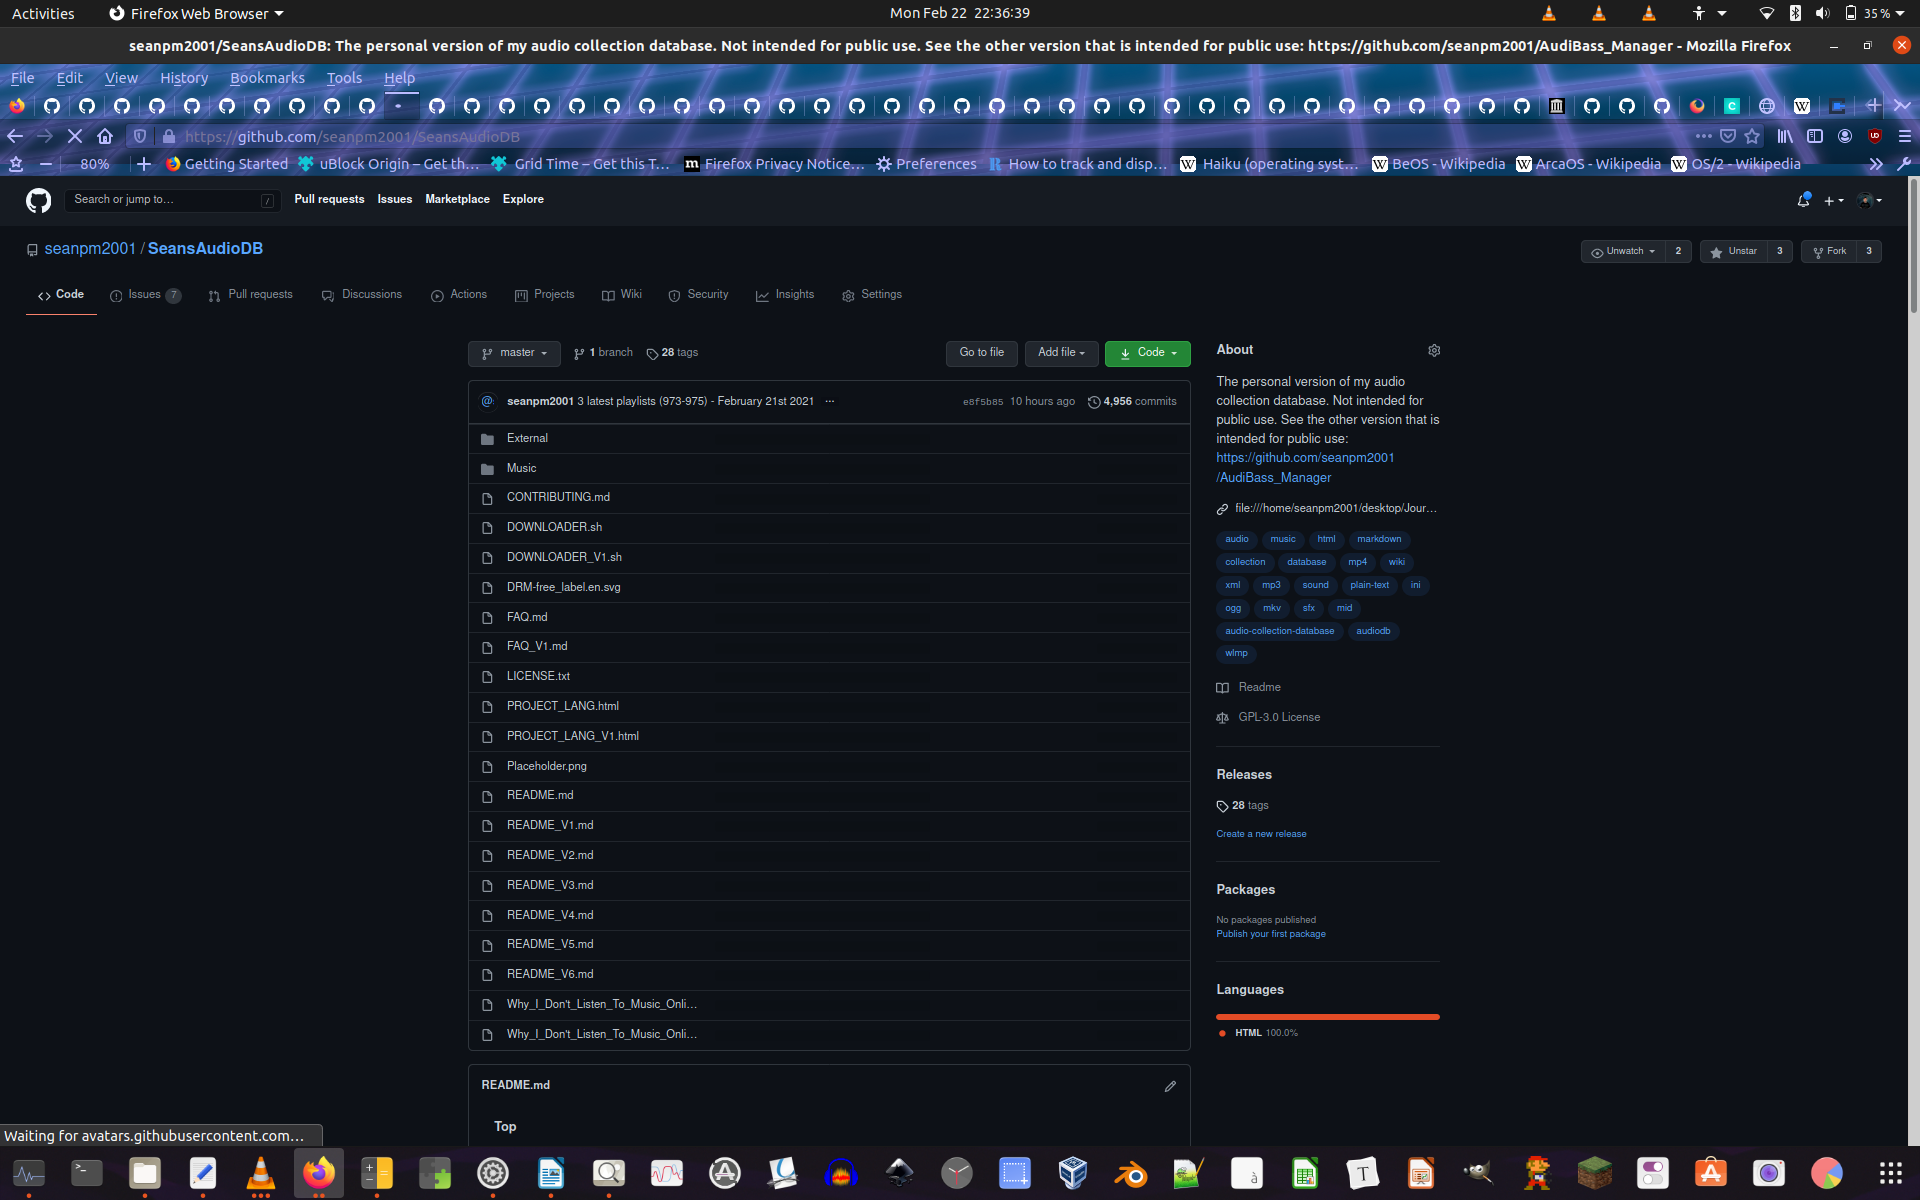 Activities Firefox Web Browser Mon Feb 22 22:36:39 35 %
seanpm2001/SeansAudioDB: The personal version of my audio collection database. Not intended for public use. See the other version that is intended for public use: https://github.com/seanpm2001/AudiBass_Manager - Mozilla Firefox
File Edit View History Bookmarks Tools Help
https://github.com/seanpm2001/SeansAudioDB
80% Getting Started uBlock Origin – Get th… Grid Time – Get this T… Firefox Privacy Notice… Preferences How to track and disp… Haiku (operating syst… BeOS - Wikipedia ArcaOS - Wikipedia OS/2 - Wikipedia
Search or jump to… / Pull requests Issues Marketplace Explore
seanpm2001 / SeansAudioDB Unwatch 2 Unstar 3 Fork 3
Code Issues 7 Pull requests Discussions Actions Projects Wiki Security Insights Settings
master 1 branch 28 tags Go to file Add file Code
seanpm2001 3 latest playlists (973-975) - February 21st 2021 ... e8f5b85 10 hours ago 4,956 commits
External
Music
CONTRIBUTING.md
DOWNLOADER.sh
DOWNLOADER_V1.sh
DRM-free_label.en.svg
FAQ.md
FAQ_V1.md
LICENSE.txt
PROJECT_LANG.html
PROJECT_LANG_V1.html
Placeholder.png
README.md
README_V1.md
README_V2.md
README_V3.md
README_V4.md
README_V5.md
README_V6.md
Why_I_Don't_Listen_To_Music_Onli…
Why_I_Don't_Listen_To_Music_Onli…
README.md
Top
About
The personal version of my audio
collection database. Not intended for
public use. See the other version that is
intended for public use:
https://github.com/seanpm2001
/AudiBass_Manager
file:///home/seanpm2001/desktop/Jour…
audio music html markdown
collection database mp4 wiki
xml mp3 sound plain-text ini
ogg mkv sfx mid
audio-collection-database audiodb
wlmp
Readme
GPL-3.0 License
Releases
28 tags
Create a new release
Packages
No packages published
Publish your first package
Languages
HTML 100.0%
Waiting for avatars.githubusercontent.com…